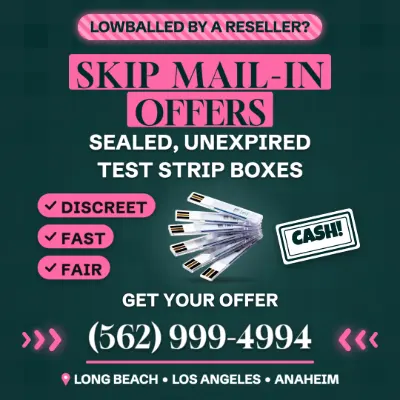 LOWBALLED BY A RESELLER?
SKIP MAIL-IN
OFFERS
SEALED, UNEXPIRED
TEST STRIP BOXES
DISCREET
FAST
FAIR
CASH!
GET YOUR OFFER
(562) 999-4994
LONG BEACH • LOS ANGELES • ANAHEIM